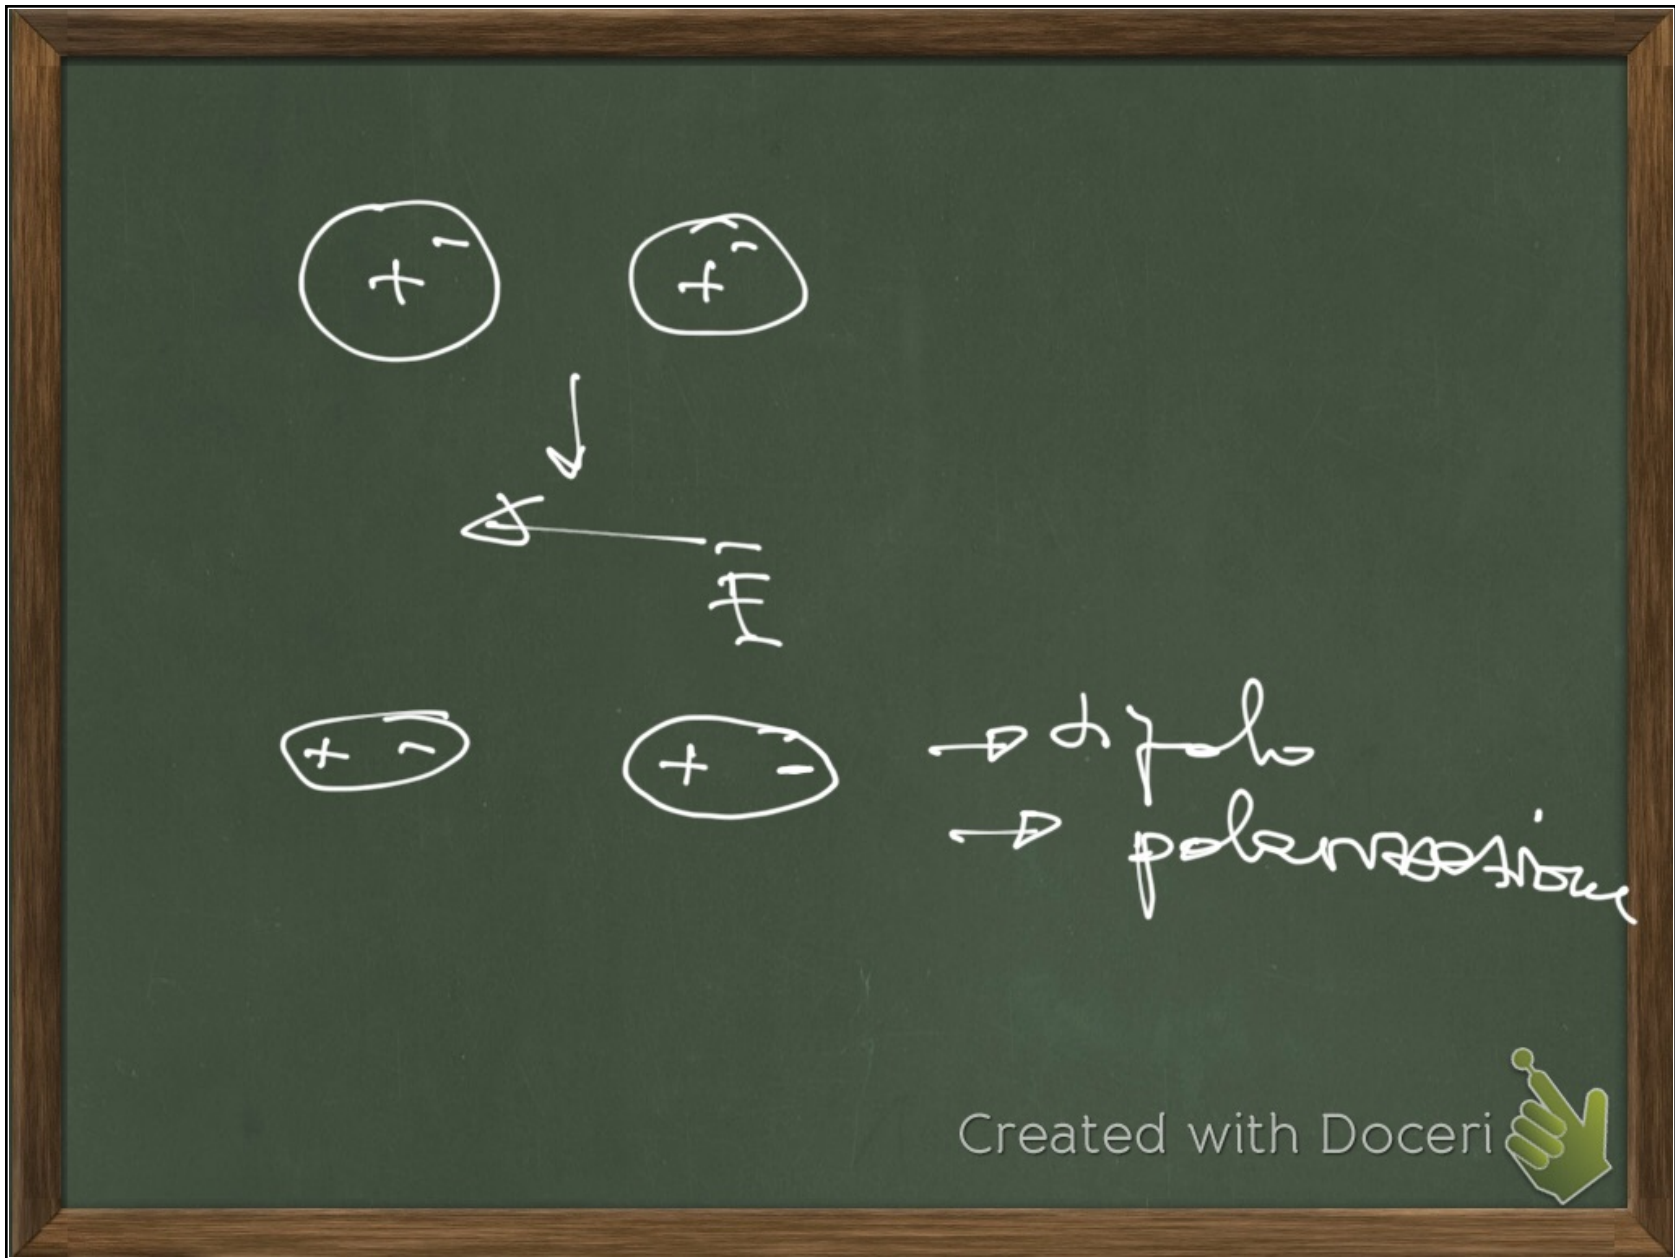 + - + -
E
+ - + -
→ dipolo
→ polarizzazione
Created with Doceri